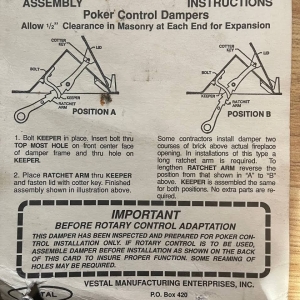 ASSEMBLY INSTRUCTIONS
Poker Control Dampers
Allow ½" Clearance in Masonry at Each End for Expansion
COTTER
KEY
LID
BOLT
KEEPER
RATCHET
ARM
POSITION A
COTTER
KEY
LID
BOLT
KEEPER
RATCHET
ARM
POSITION B
1. Bolt KEEPER in place. Insert bolt thru
TOP MOST HOLE on front center face
of damper frame and thru hole on
KEEPER.
2. Place RATCHET ARM thru KEEPER
and fasten lid with cotter key. Finished
assembly shown in illustration above.
Some contractors install damper two
courses of brick above actual fireplace
opening. In installations of this type a
long ratchet arm is required. To
lengthen RATCHET ARM reverse the
position from that shown in "A" to "B"
above. KEEPER is assembled the same
for both positions. No extra parts are re-
quired.
IMPORTANT
BEFORE ROTARY CONTROL ADAPTATION
THIS DAMPER HAS BEEN INSPECTED AND PREPARED FOR POKER CON-
TROL INSTALLATION ONLY. IF ROTARY CONTROL IS TO BE USED,
ASSEMBLE DAMPER BEFORE INSTALLATION AS SHOWN ON THE BACK
OF THIS CARD TO INSURE PROPER FUNCTION. SOME REAMING OF
HOLES MAY BE REQUIRED.
VESTAL MANUFACTURING ENTERPRISES, INC.
P.O. Box 420